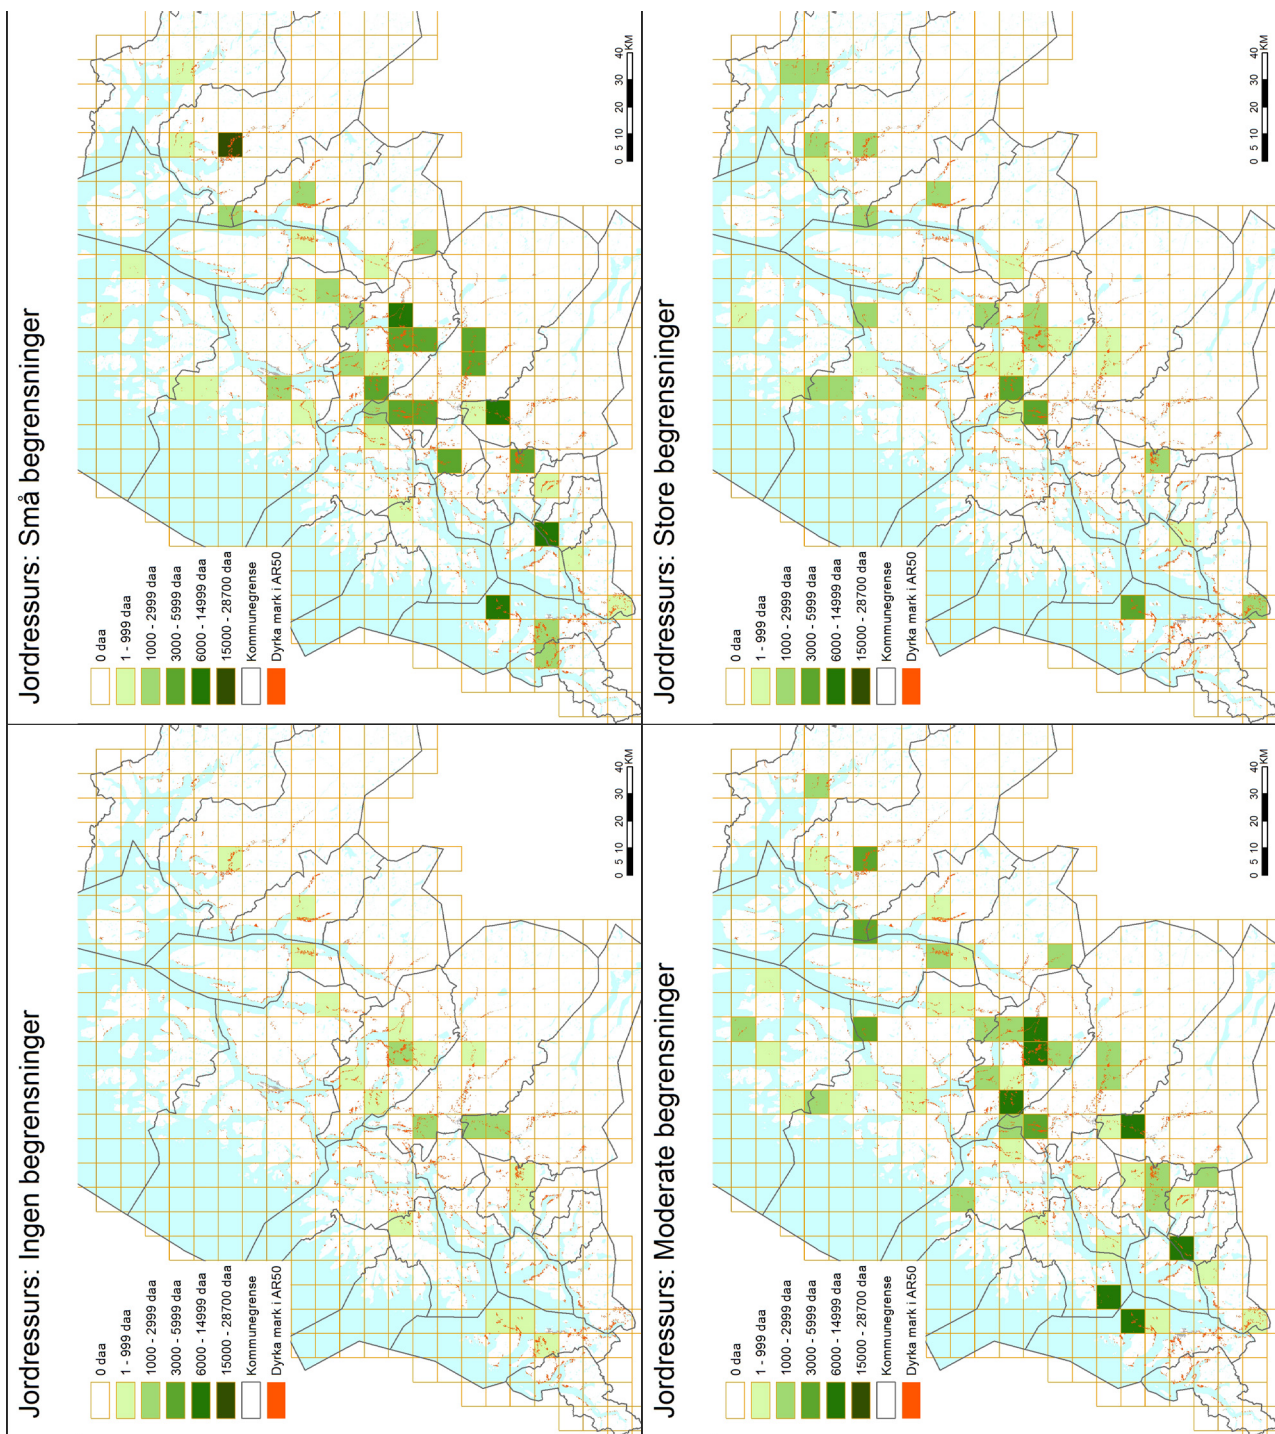 Jordressurs: Ingen begrensninger
0 daa
1 - 999 daa
1000 - 2999 daa
3000 - 5999 daa
6000 - 14999 daa
15000 - 28700 daa
Kommunegrense
Dyrka mark i AR50
0 5 10 20 30 40
KM
Jordressurs: Små begrensninger
0 daa
1 - 999 daa
1000 - 2999 daa
3000 - 5999 daa
6000 - 14999 daa
15000 - 28700 daa
Kommunegrense
Dyrka mark i AR50
0 5 10 20 30 40
KM
Jordressurs: Moderate begrensninger
0 daa
1 - 999 daa
1000 - 2999 daa
3000 - 5999 daa
6000 - 14999 daa
15000 - 28700 daa
Kommunegrense
Dyrka mark i AR50
0 5 10 20 30 40
KM
Jordressurs: Store begrensninger
0 daa
1 - 999 daa
1000 - 2999 daa
3000 - 5999 daa
6000 - 14999 daa
15000 - 28700 daa
Kommunegrense
Dyrka mark i AR50
0 5 10 20 30 40
KM